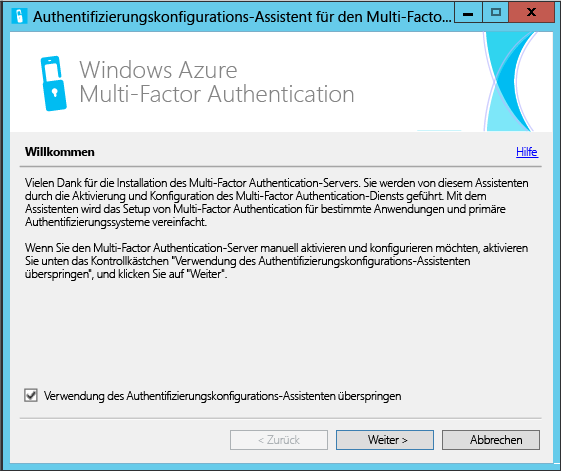 Authentifizierungskonfigurations-Assistent für den Multi-Facto...
Windows Azure
Multi-Factor Authentication
Willkommen
Hilfe
Vielen Dank für die Installation des Multi-Factor Authentication-Servers. Sie werden von diesem Assistenten
durch die Aktivierung und Konfiguration des Multi-Factor Authentication-Diensts geführt. Mit dem
Assistenten wird das Setup von Multi-Factor Authentication für bestimmte Anwendungen und primäre
Authentifizierungssysteme vereinfacht.
Wenn Sie den Multi-Factor Authentication-Server manuell aktivieren und konfigurieren möchten, aktivieren
Sie unten das Kontrollkästchen "Verwendung des Authentifizierungskonfigurations-Assistenten
überspringen", und klicken Sie auf "Weiter".
Verwendung des Authentifizierungskonfigurations-Assistenten überspringen
< Zurück
Weiter >
Abbrechen